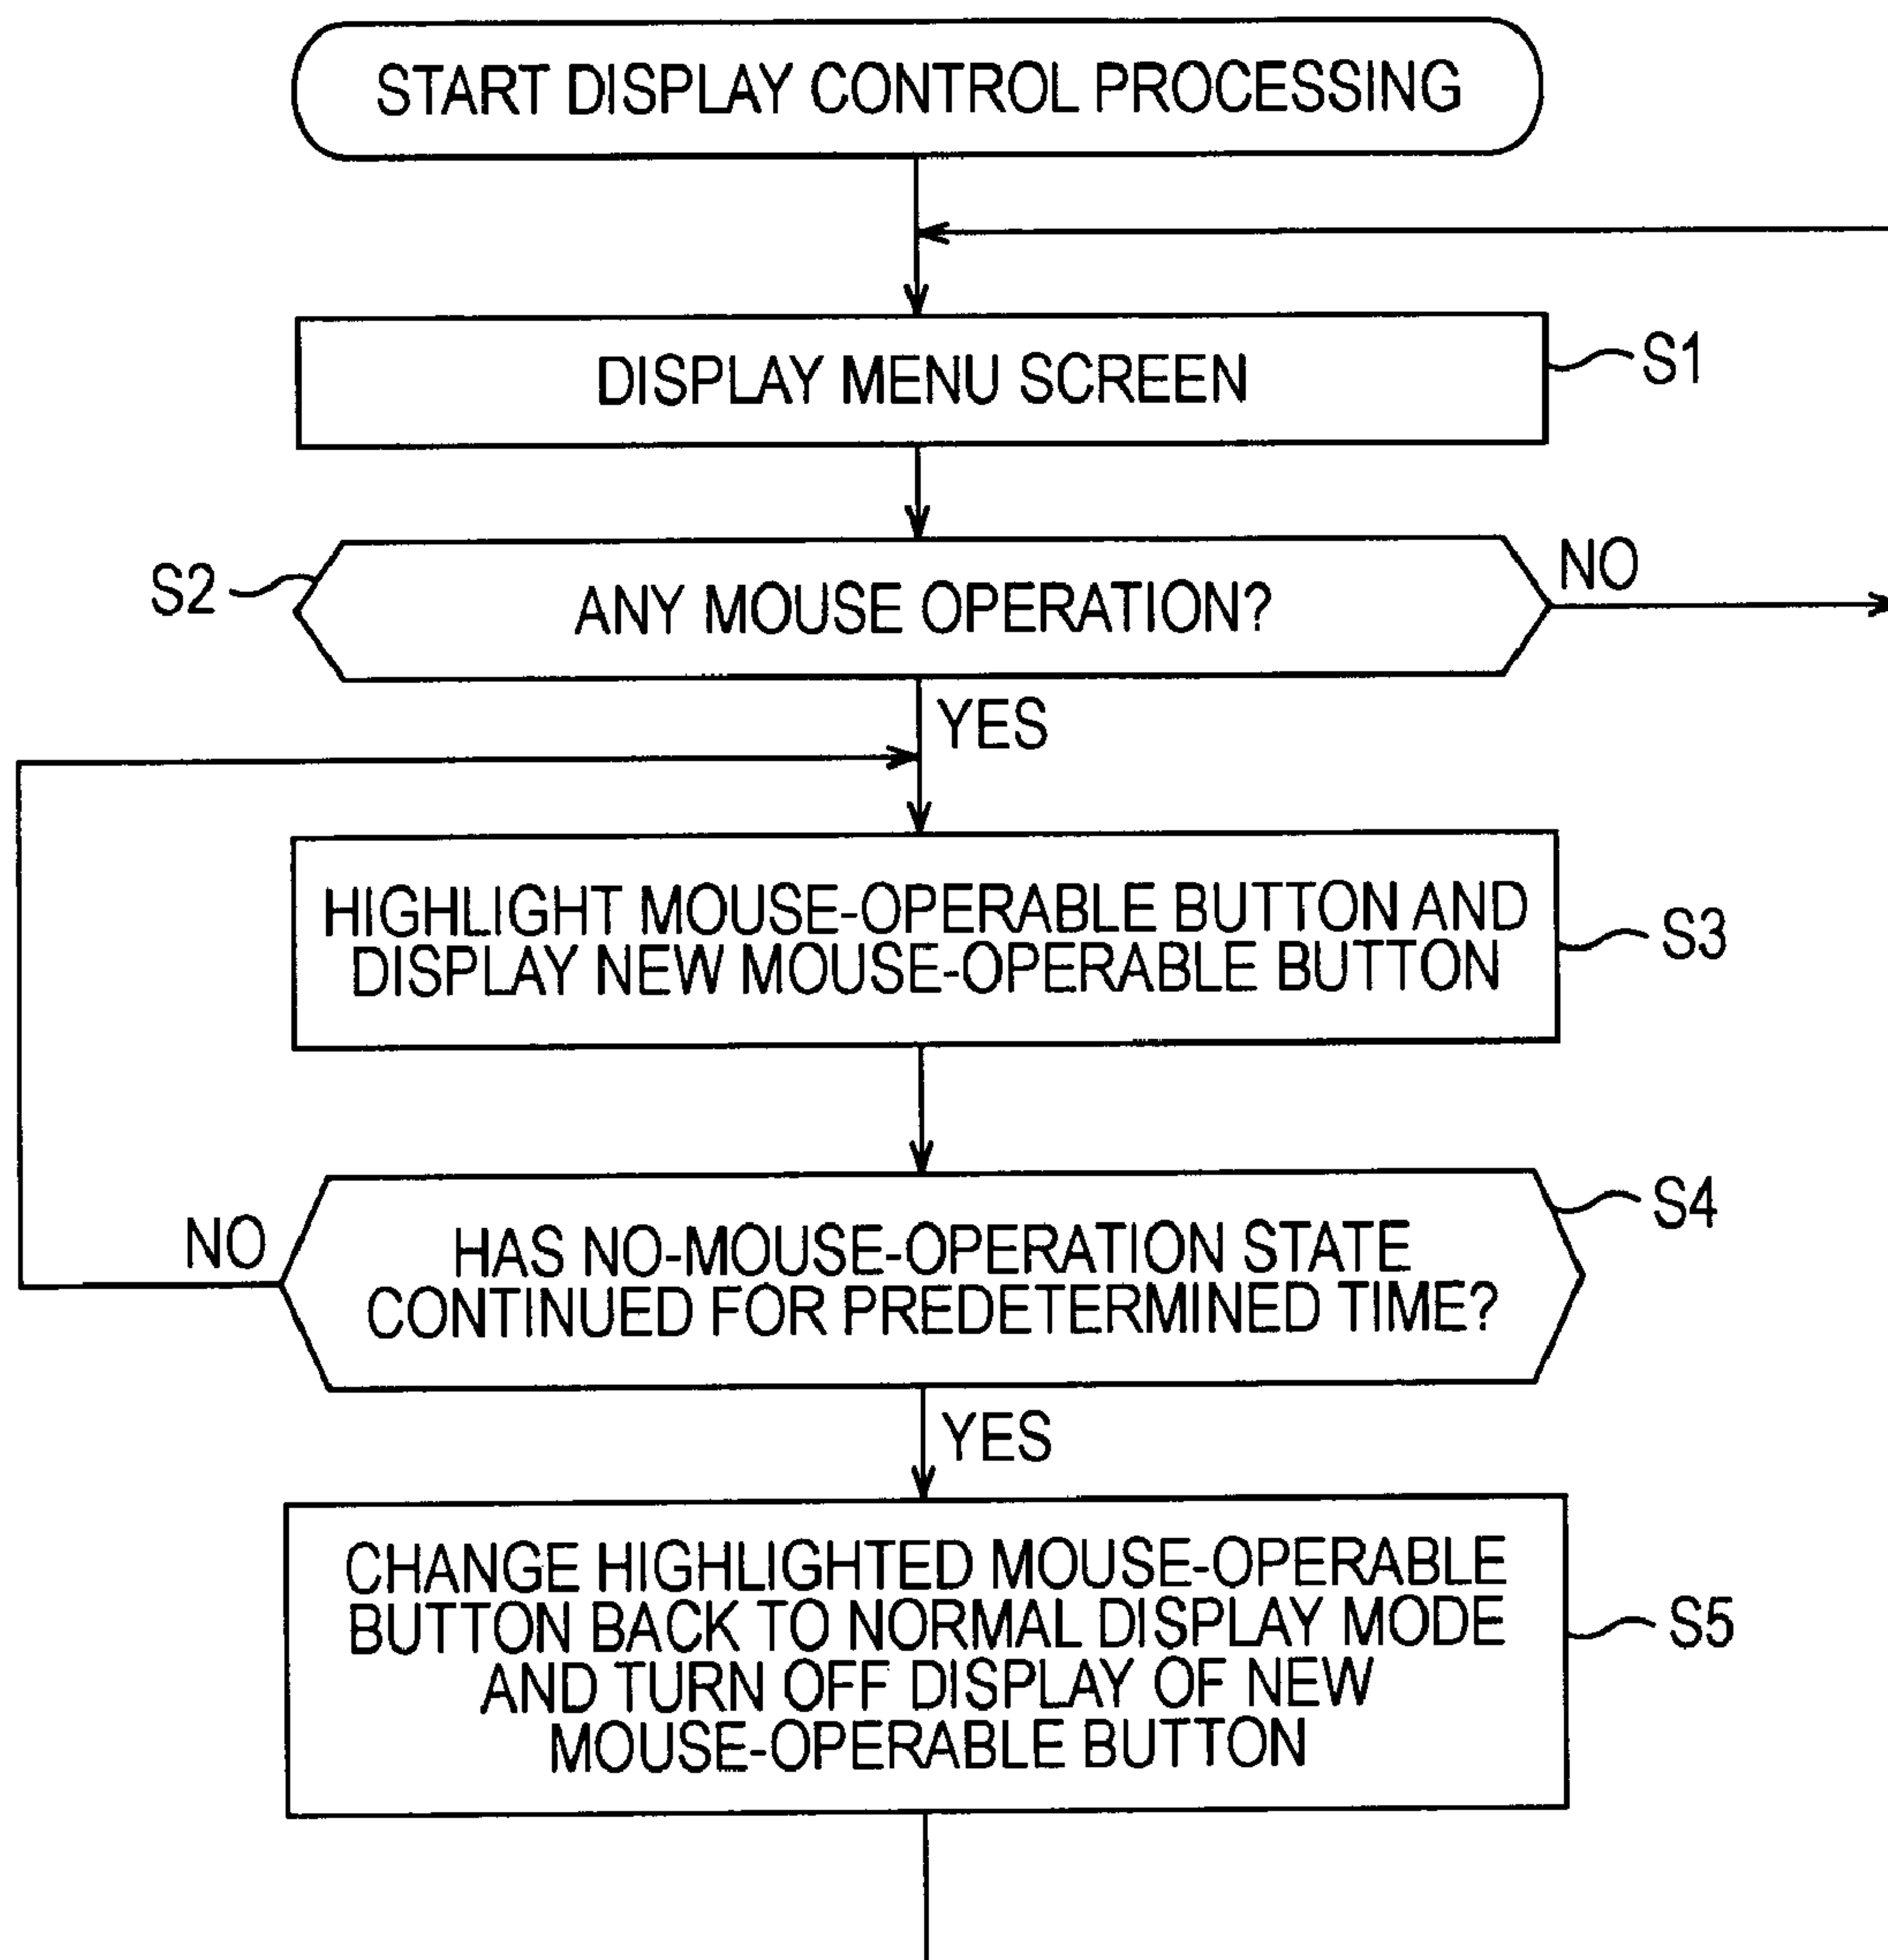 START DISPLAY CONTROL PROCESSING
DISPLAY MENU SCREEN
S1
S2
ANY MOUSE OPERATION?
NO
YES
HIGHLIGHT MOUSE-OPERABLE BUTTON AND
DISPLAY NEW MOUSE-OPERABLE BUTTON
S3
NO
HAS NO-MOUSE-OPERATION STATE
CONTINUED FOR PREDETERMINED TIME?
S4
YES
CHANGE HIGHLIGHTED MOUSE-OPERABLE
BUTTON BACK TO NORMAL DISPLAY MODE
AND TURN OFF DISPLAY OF NEW
MOUSE-OPERABLE BUTTON
S5